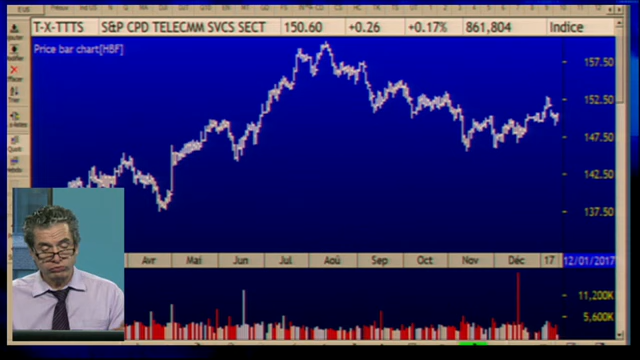 T-X-TTTS S&P CPD TELECMM SVCS SECT 150.60 +0.26 +0.17% 861,804 Indice
Price bar chart[HBF]
157.50
152.50
147.50
142.50
137.50
Avr Mai Jun Jul Aoû Sep Oct Nov Déc 17 12/01/2017
11,200K
5,600K